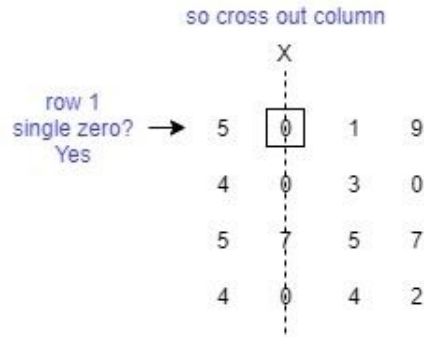 so cross out column
X
row 1
single zero?
Yes
5 0 1 9
4 0 3 0
5 7 5 7
4 0 4 2